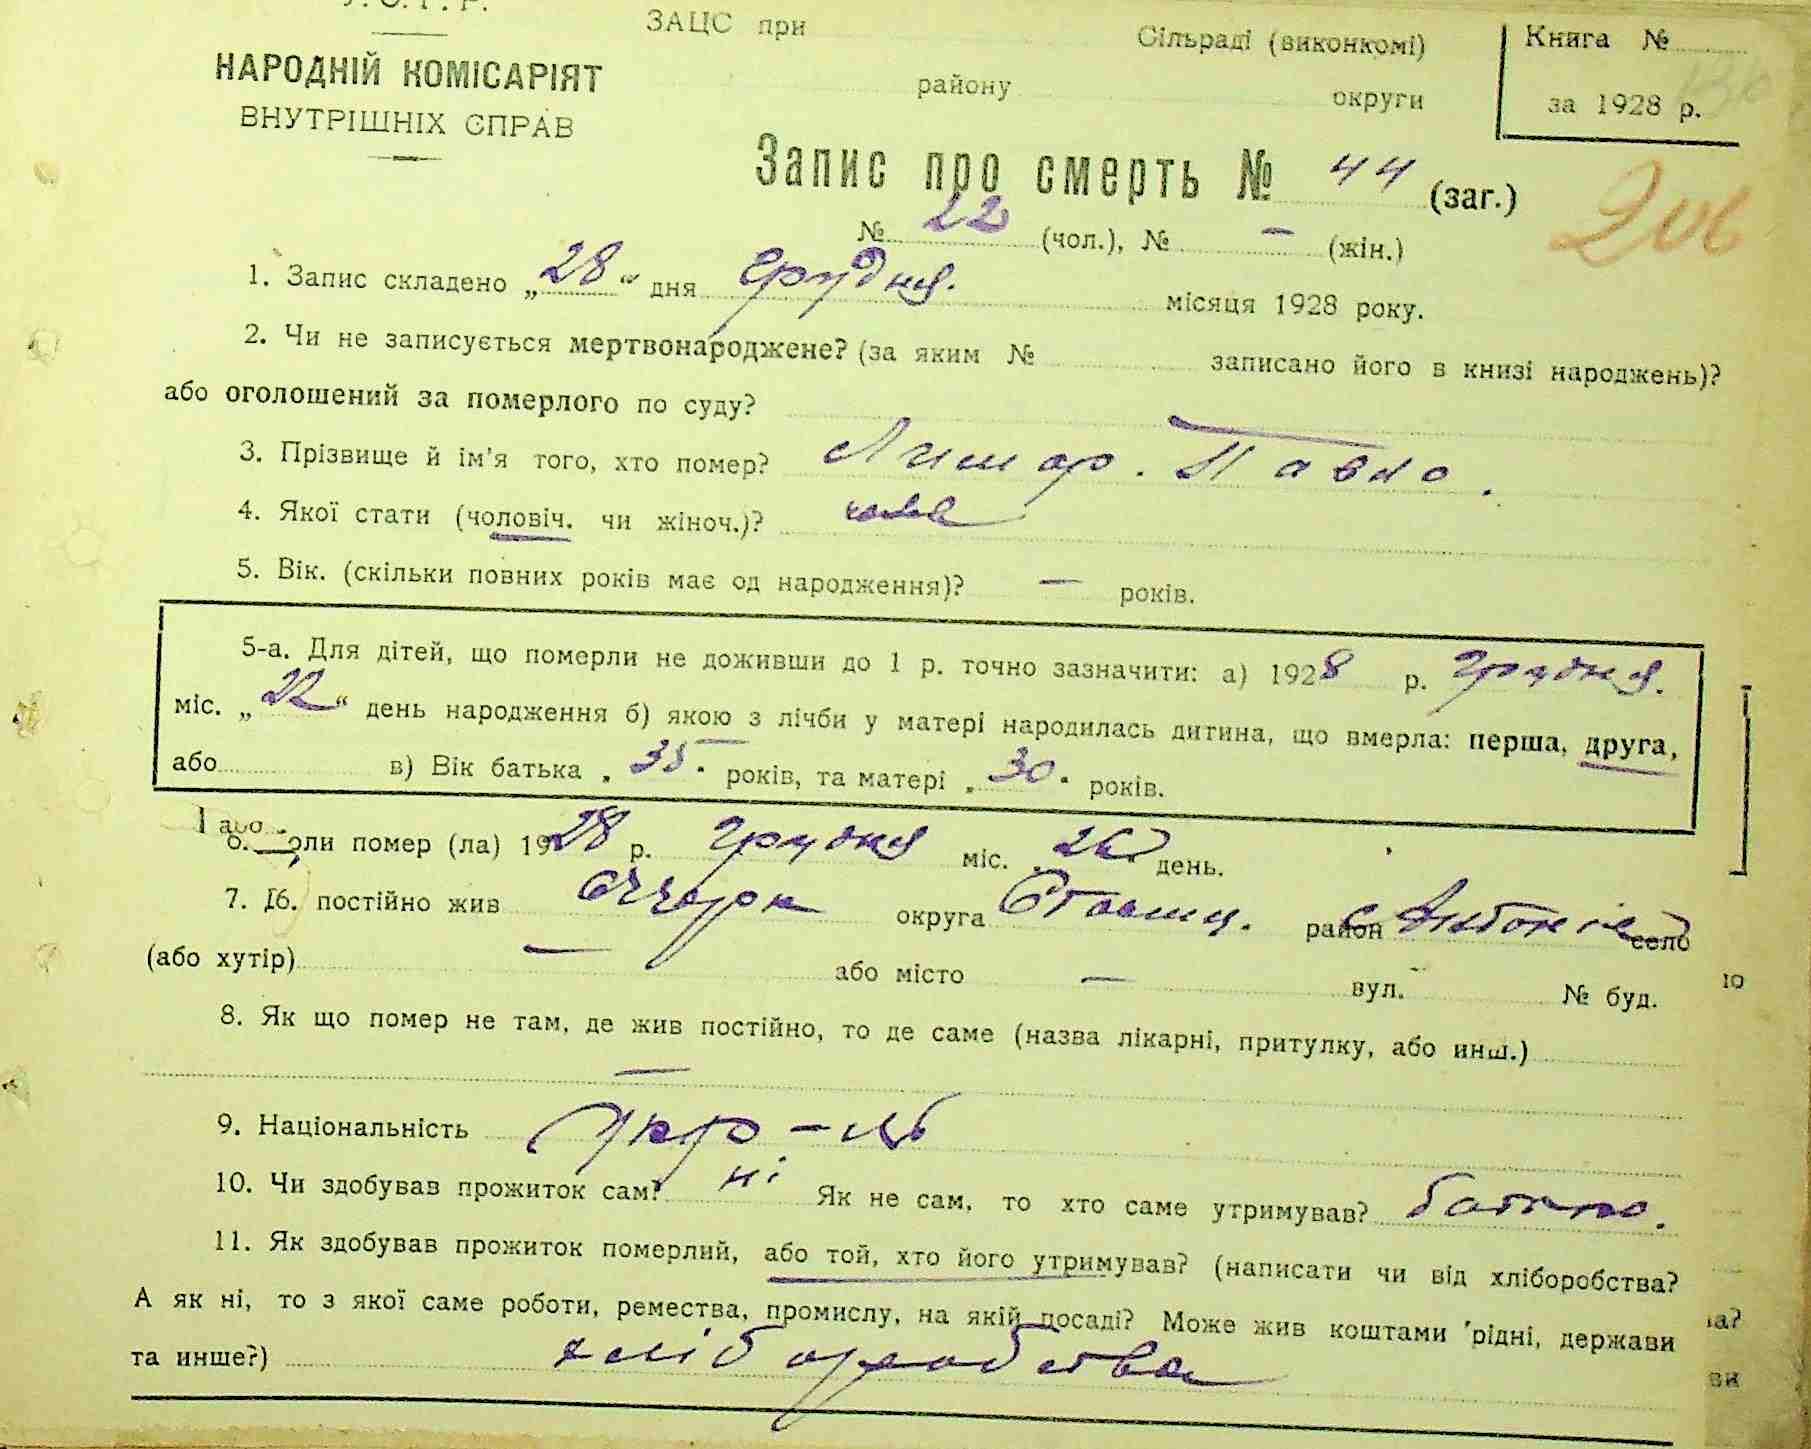 У.С.Р.Р.
НАРОДНІЙ КОМІСАРІЯТ
ВНУТРІШНІХ СПРАВ
ЗАЦС при Сільраді (виконкомі)
району округи
Книга №
за 1928 р.
Запис про смерть № 44 (заг.)
206
№ 22 (чол.), № — (жін.)
1. Запис складено „28“ дня грудня. місяця 1928 року.
2. Чи не записується мертвонароджене? (за яким № записано його в книзі народжень)?
або оголошений за померлого по суду?
3. Прізвище й ім'я того, хто помер? Лимар. Павло.
4. Якої стати (чоловіч. чи жіноч.)?
5. Вік. (скільки повних років має од народження)? — років.
5-а. Для дітей, що померли не доживши до 1 р. точно зазначити: а) 1928 р. грудня.
міс. „22“ день народження б) якою з лічби у матері народилась дитина, що вмерла: перша, друга,
або в) Вік батька „35. років, та матері „30. років.
І або
6. Коли помер (ла) 1928 р. грудня міс. 26 день.
7. Де постійно жив округа Ставищ. район Антонів село
(або хутір) — або місто — вул. № буд.
8. Як що помер не там, де жив постійно, то де саме (назва лікарні, притулку, або инш.)
—
9. Національність
10. Чи здобував прожиток сам? ні Як не сам, то хто саме утримував? батько.
11. Як здобував прожиток померлий, або той, хто його утримував? (написати чи від хліборобства?
А як ні, то з якої саме роботи, ремества, промислу, на якій посаді? Може жив коштами рідні, держави
та инше?) хліборобства